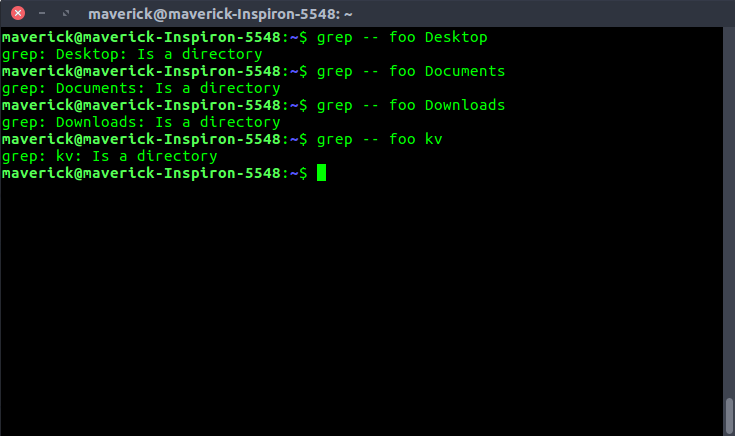 maverick@maverick-Inspiron-5548: ~
maverick@maverick-Inspiron-5548:~$ grep -- foo Desktop
grep: Desktop: Is a directory
maverick@maverick-Inspiron-5548:~$ grep -- foo Documents
grep: Documents: Is a directory
maverick@maverick-Inspiron-5548:~$ grep -- foo Downloads
grep: Downloads: Is a directory
maverick@maverick-Inspiron-5548:~$ grep -- foo kv
grep: kv: Is a directory
maverick@maverick-Inspiron-5548:~$